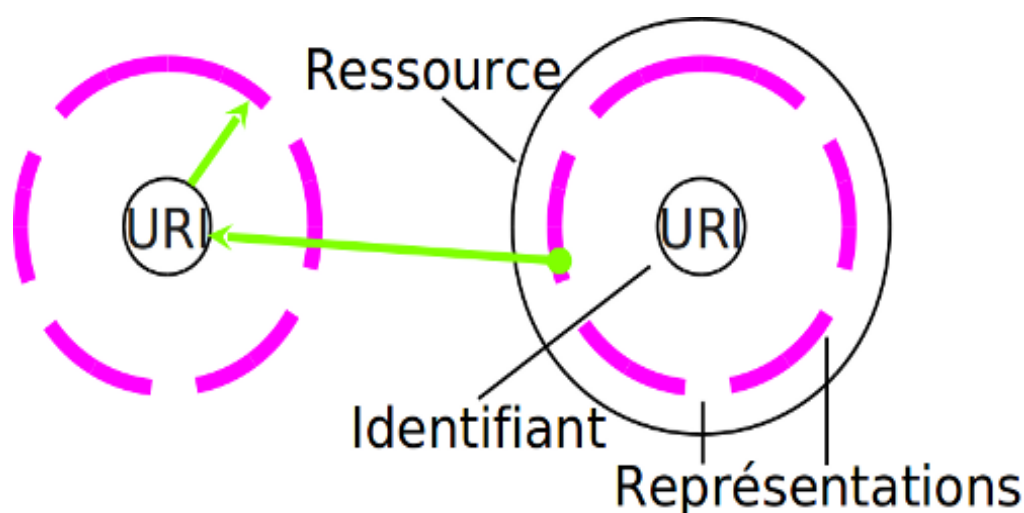 Ressource
URI
URI
Identifiant
Représentations